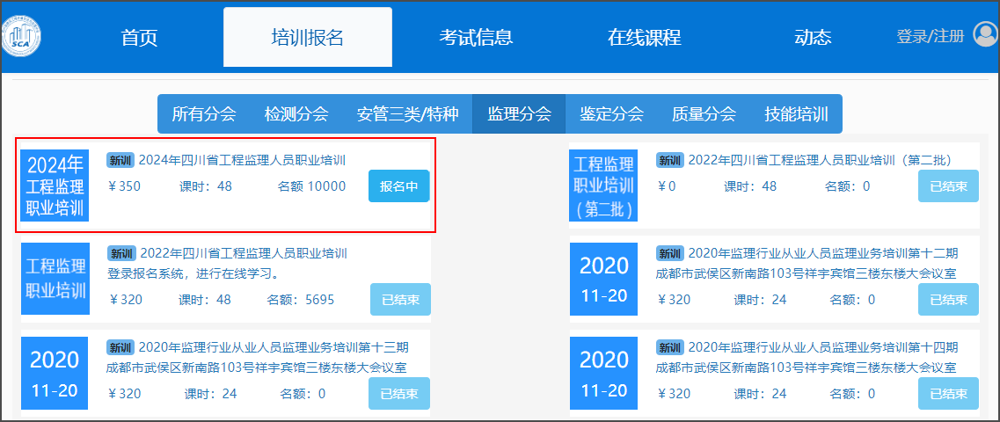 SCA
首页
培训报名
考试信息
在线课程
动态
登录/注册
所有分会
检测分会
安管三类/特种
监理分会
鉴定分会
质量分会
技能培训
2024年
工程监理
职业培训
新训 2024年四川省工程监理人员职业培训
￥350 课时：48 名额 10000
报名中
工程监理
职业培训
（第二批）
新训 2022年四川省工程监理人员职业培训（第二批）
￥0 课时：48 名额：0
已结束
工程监理
职业培训
新训 2022年四川省工程监理人员职业培训
登录报名系统，进行在线学习。
￥320 课时：48 名额：5695
已结束
2020
11-20
新训 2020年监理行业从业人员监理业务培训第十二期
成都市武侯区新南路103号祥宇宾馆三楼东楼大会议室
￥320 课时：24 名额：0
已结束
2020
11-20
新训 2020年监理行业从业人员监理业务培训第十三期
成都市武侯区新南路103号祥宇宾馆三楼东楼大会议室
￥320 课时：24 名额：0
已结束
2020
11-20
新训 2020年监理行业从业人员监理业务培训第十四期
成都市武侯区新南路103号祥宇宾馆三楼东楼大会议室
￥320 课时：24 名额：0
已结束